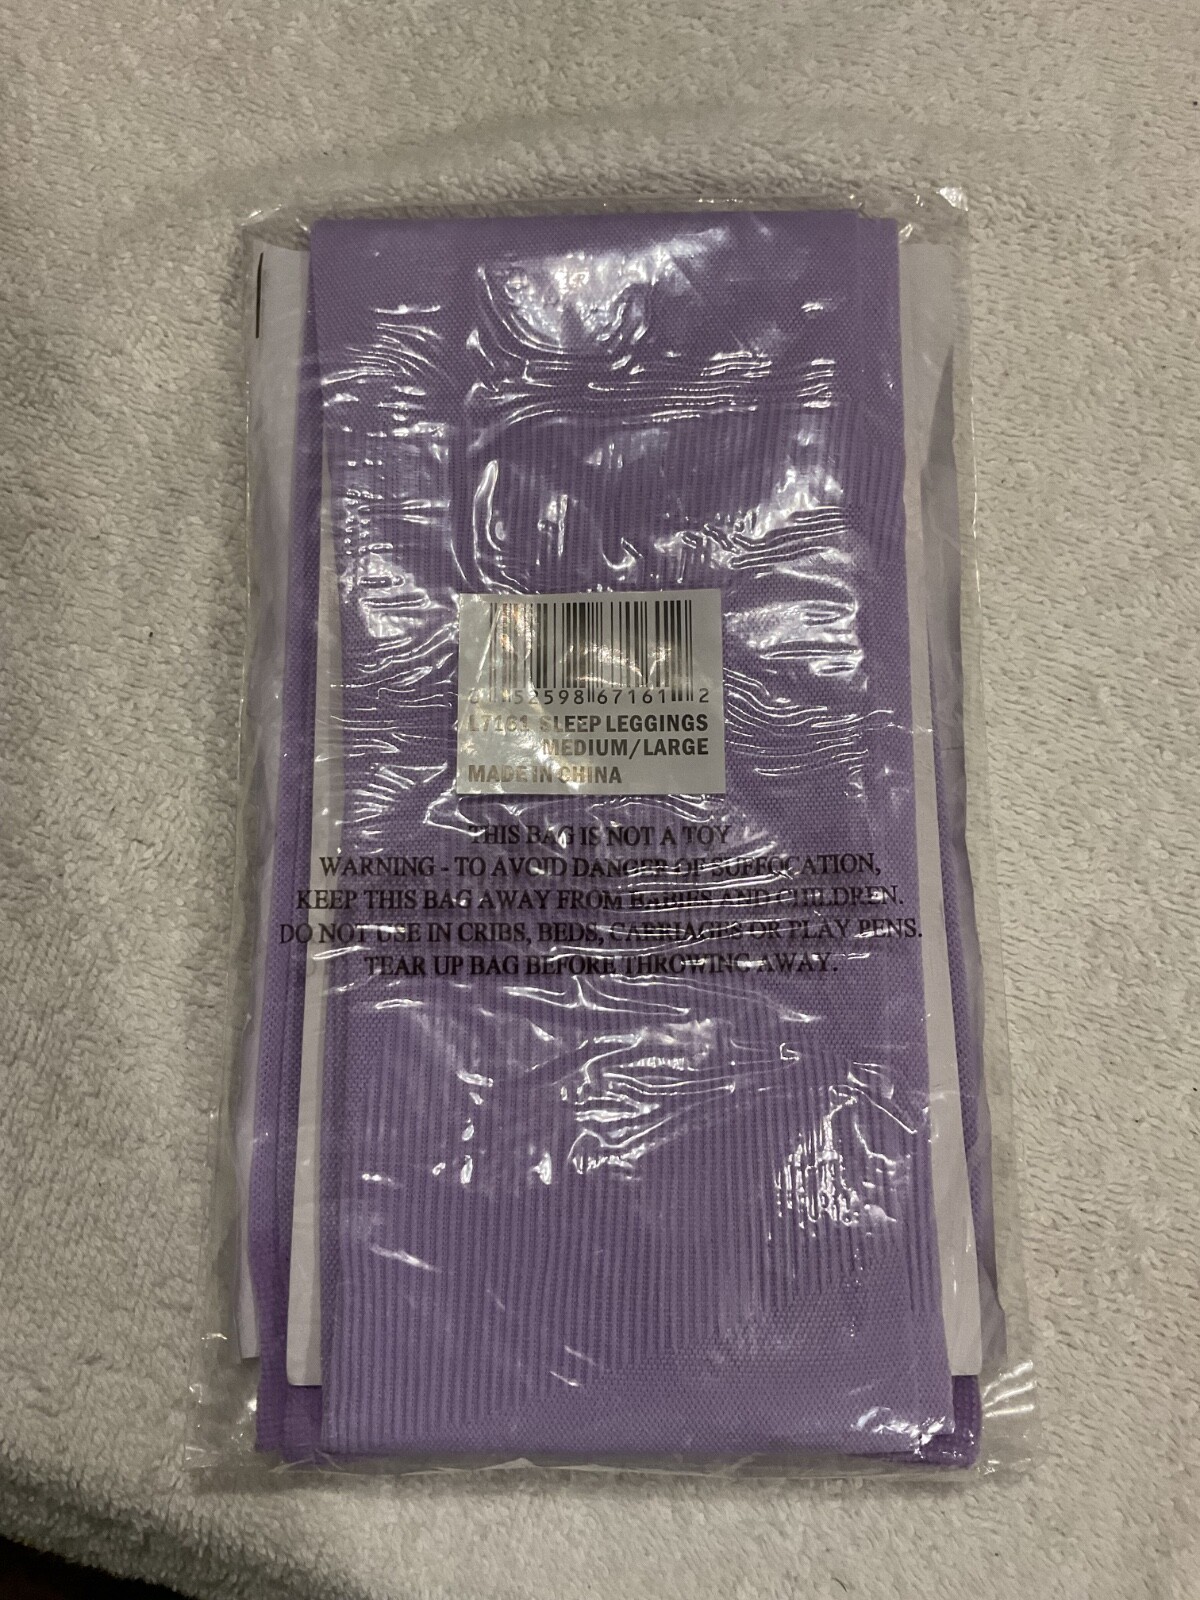 52598 67161 2
L7161 SLEEP LEGGINGS
MEDIUM/LARGE
MADE IN CHINA
THIS BAG IS NOT A TOY
WARNING - TO AVOID DANGER OF SUFFOCATION,
KEEP THIS BAG AWAY FROM BABIES AND CHILDREN.
DO NOT USE IN CRIBS, BEDS, CARRIAGES OR PLAY PENS.
TEAR UP BAG BEFORE THROWING AWAY.